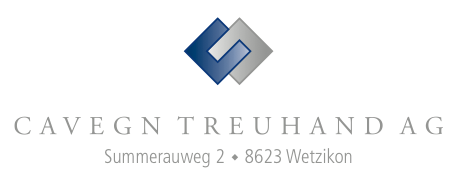 CAVEGN TREUHAND AG
Summerauweg 2 ◆ 8623 Wetzikon